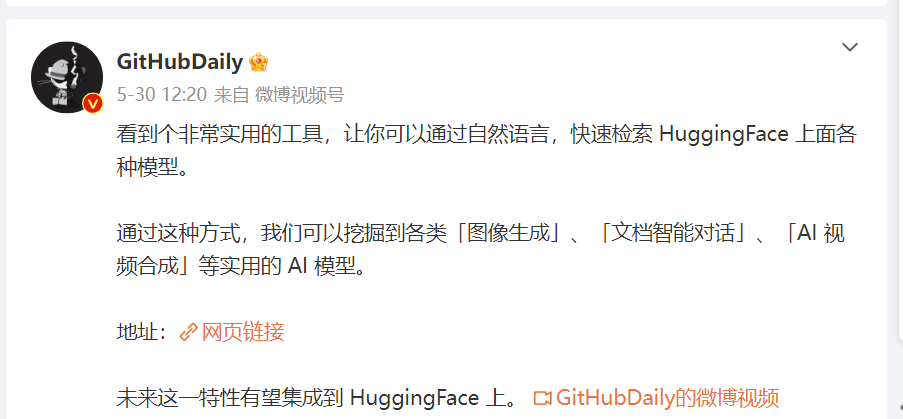 GitHubDaily
5-30 12:20 来自 微博视频号
看到个非常实用的工具，让你可以通过自然语言，快速检索 HuggingFace 上面各
种模型。
通过这种方式，我们可以挖掘到各类「图像生成」、「文档智能对话」、「AI 视
频合成」等实用的 AI 模型。
地址：网页链接
未来这一特性有望集成到 HuggingFace 上。 GitHubDaily的微博视频